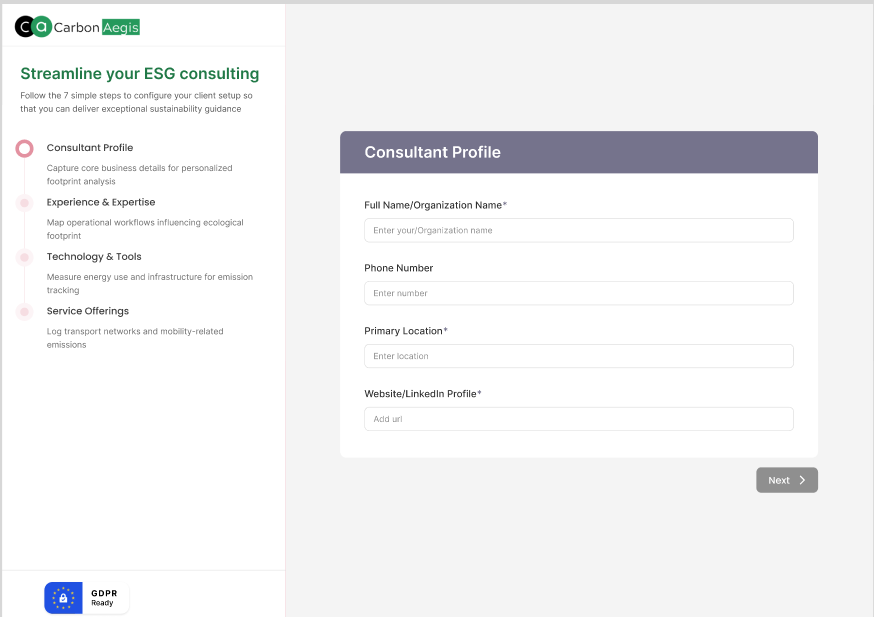 ca Carbon Aegis
Streamline your ESG consulting
Follow the 7 simple steps to configure your client setup so
that you can deliver exceptional sustainability guidance
Consultant Profile
Capture core business details for personalized
footprint analysis
Experience & Expertise
Map operational workflows influencing ecological
footprint
Technology & Tools
Measure energy use and infrastructure for emission
tracking
Service Offerings
Log transport networks and mobility-related
emissions
GDPR
Ready
Consultant Profile
Full Name/Organization Name*
Enter your/Organization name
Phone Number
Enter number
Primary Location*
Enter location
Website/LinkedIn Profile*
Add url
Next